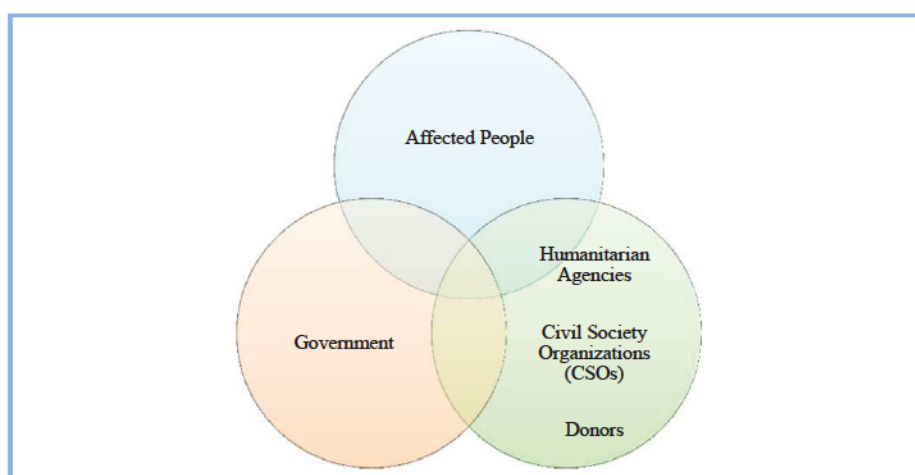 Affected People
Humanitarian
Agencies
Government
Civil Society
Organizations
(CSOs)
Donors